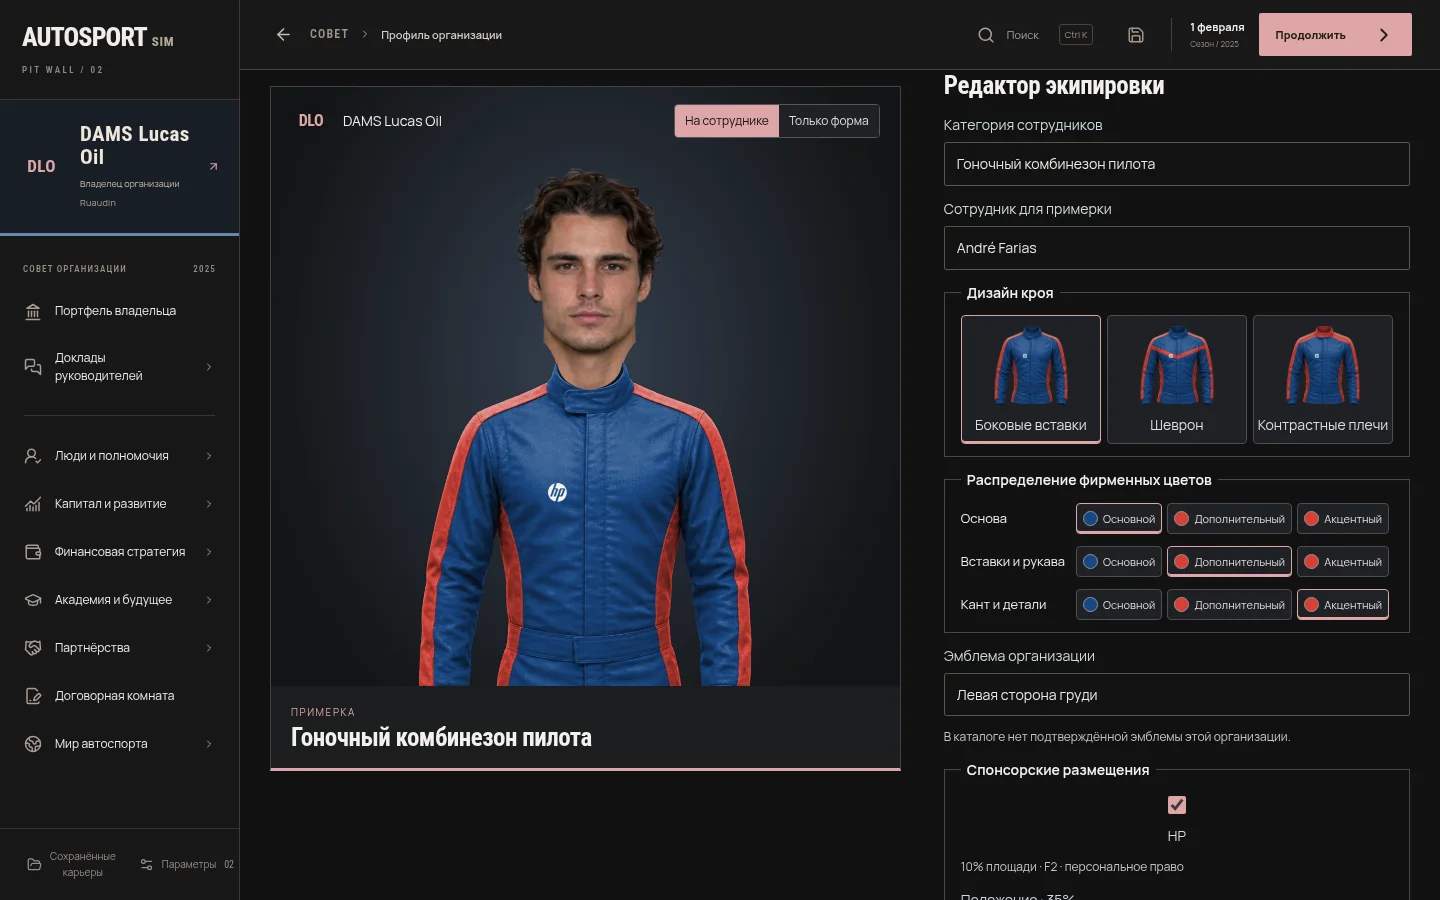 AUTOSPORT SIM
PIT WALL / 02
DLO
DAMS Lucas Oil
Владелец организации
Ruaudin
СОВЕТ ОРГАНИЗАЦИИ
2025
Портфель владельца
Доклады
руководителей
Люди и полномочия
Капитал и развитие
Финансовая стратегия
Академия и будущее
Партнёрства
Договорная комната
Мир автоспорта
Сохранённые
карьеры
Параметры 02
СОВЕТ
Профиль организации
Поиск
Ctrl K
1 февраля
Сезон / 2025
Продолжить
DLO
DAMS Lucas Oil
На сотруднике
Только форма
hp
ПРИМЕРКА
Гоночный комбинезон пилота
Редактор экипировки
Категория сотрудников
Гоночный комбинезон пилота
Сотрудник для примерки
André Farias
Дизайн кроя
Боковые вставки
Шеврон
Контрастные плечи
Распределение фирменных цветов
Основа
Основной
Дополнительный
Акцентный
Вставки и рукава
Основной
Дополнительный
Акцентный
Кант и детали
Основной
Дополнительный
Акцентный
Эмблема организации
Левая сторона груди
В каталоге нет подтверждённой эмблемы этой организации.
Спонсорские размещения
HP
10% площади · F2 · персональное право
Положение · 35%